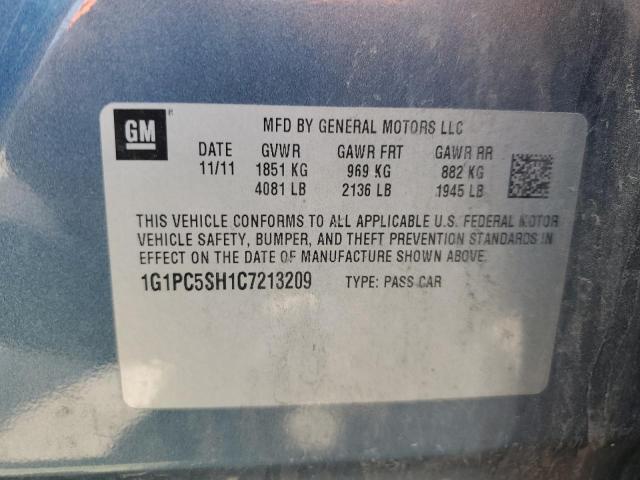 GM®
MFD BY GENERAL MOTORS LLC
DATE GVWR GAWR FRT GAWR RR
11/11 1851 KG 969 KG 882 KG
4081 LB 2136 LB 1945 LB
THIS VEHICLE CONFORMS TO ALL APPLICABLE U.S. FEDERAL MOTOR
VEHICLE SAFETY, BUMPER, AND THEFT PREVENTION STANDARDS IN
EFFECT ON THE DATE OF MANUFACTURE SHOWN ABOVE.
1G1PC5SH1C7213209 TYPE: PASS CAR